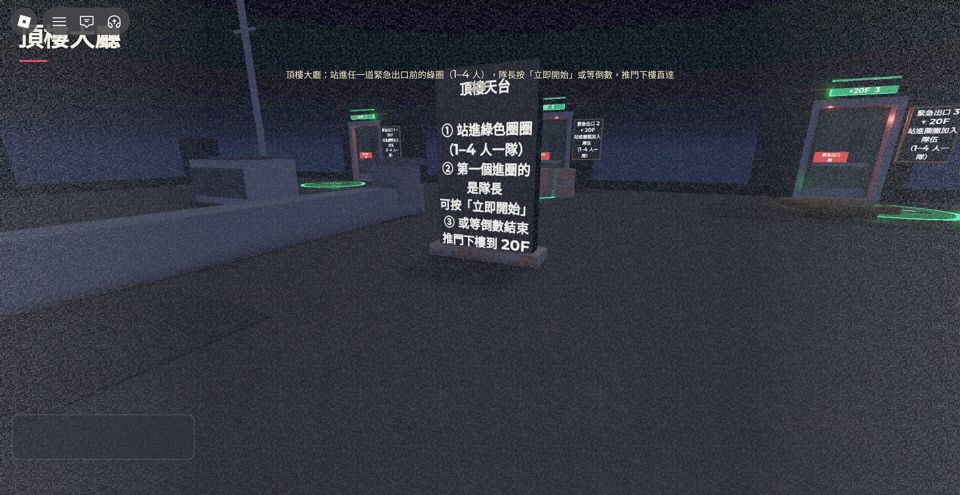 頂樓大廳
頂樓大廳：站進任一道緊急出口前的綠圈（1–4 人），隊長按「立即開始」或等倒數，推門下樓直達
頂樓天台
① 站進綠色圈圈
（1–4 人一隊）
② 第一個進圈的
是隊長
可按「立即開始」
③ 或等倒數結束
推門下樓到 20F
▼20F 3
緊急出口 3
▼ 20F
站進圈圈加入
隊伍
（1–4 人一
隊）
緊急出口 2
▼ 20F
站進圈圈加入
隊伍
（1–4 人一
隊）